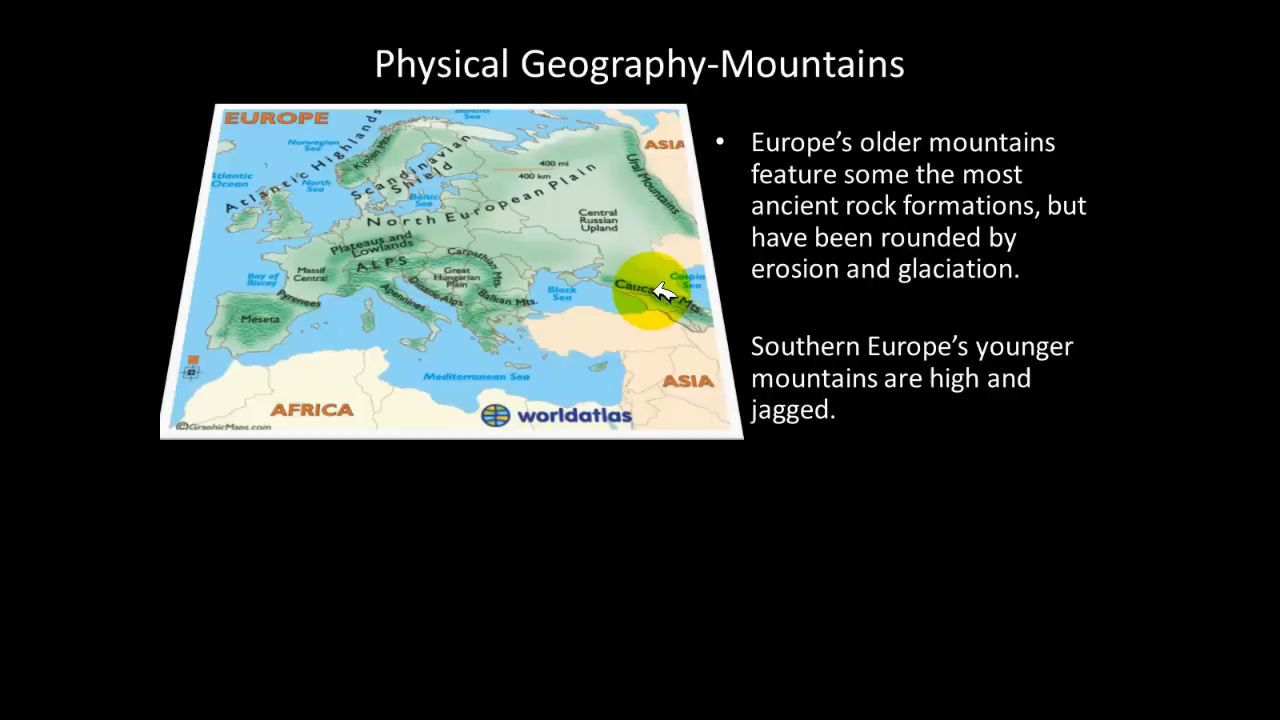 Physical Geography-Mountains
EUROPE
Norwegian
Sea
Atlantic
Ocean
North
Sea
Atlantic Highlands
Kjolen Mts.
Scandinavian
Shield
Baltic
Sea
400 mi
400 km
ASIA
Ural Mountains
North European Plain
Central
Russian
Upland
Plateaus and
Lowlands
ALPS
Carpathian Mts.
Bay of
Biscay
Massif
Central
Great
Hungarian
Plain
Pyrenees
Apennines
Dinaric Alps
Balkan Mts.
Black
Sea
Caspian
Sea
Mts.
Meseta
Mediterranean Sea
ASIA
AFRICA
worldatlas
©GraphicMaps.com
• Europe’s older mountains
feature some the most
ancient rock formations, but
have been rounded by
erosion and glaciation.
Southern Europe’s younger
mountains are high and
jagged.